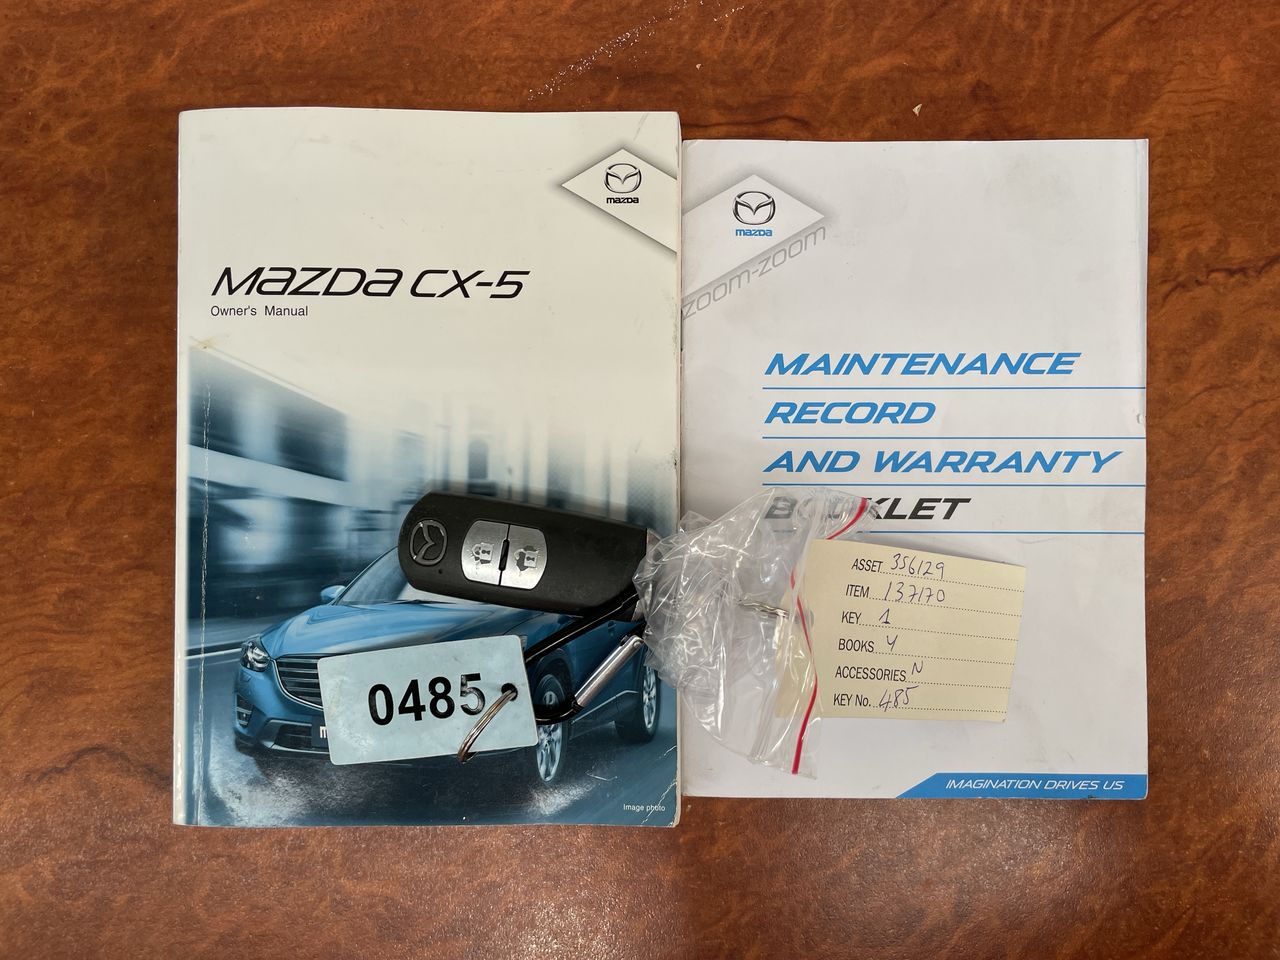 mazda
MAZDA CX-5
Owner's Manual
0485
Image photo
mazda
zoom-zoom
MAINTENANCE
RECORD
AND WARRANTY
BOOKLET
ASSET 356129
ITEM 137170
KEY 1
BOOKS 4
ACCESSORIES N
KEY No. 485
IMAGINATION DRIVES US